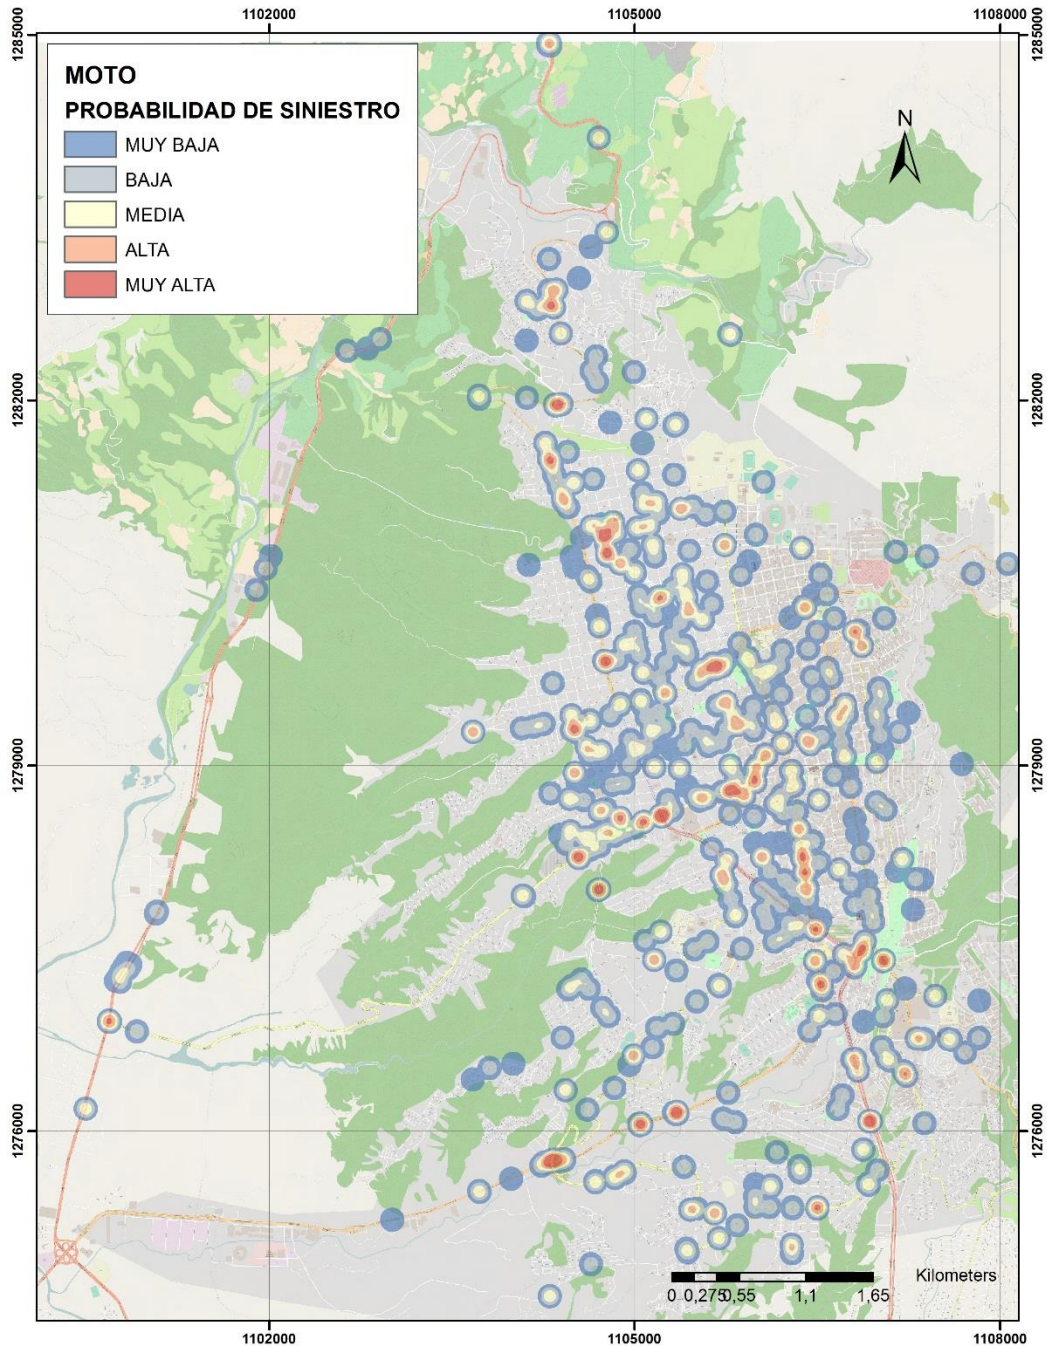 1102000 1105000 1108000
1285000 1285000
MOTO
PROBABILIDAD DE SINIESTRO
MUY BAJA
BAJA
MEDIA
ALTA
MUY ALTA
N
1282000 1282000
1279000 1279000
1276000 1276000
Kilometers
0 0,275 0,55 1,1 1,65
1102000 1105000 1108000